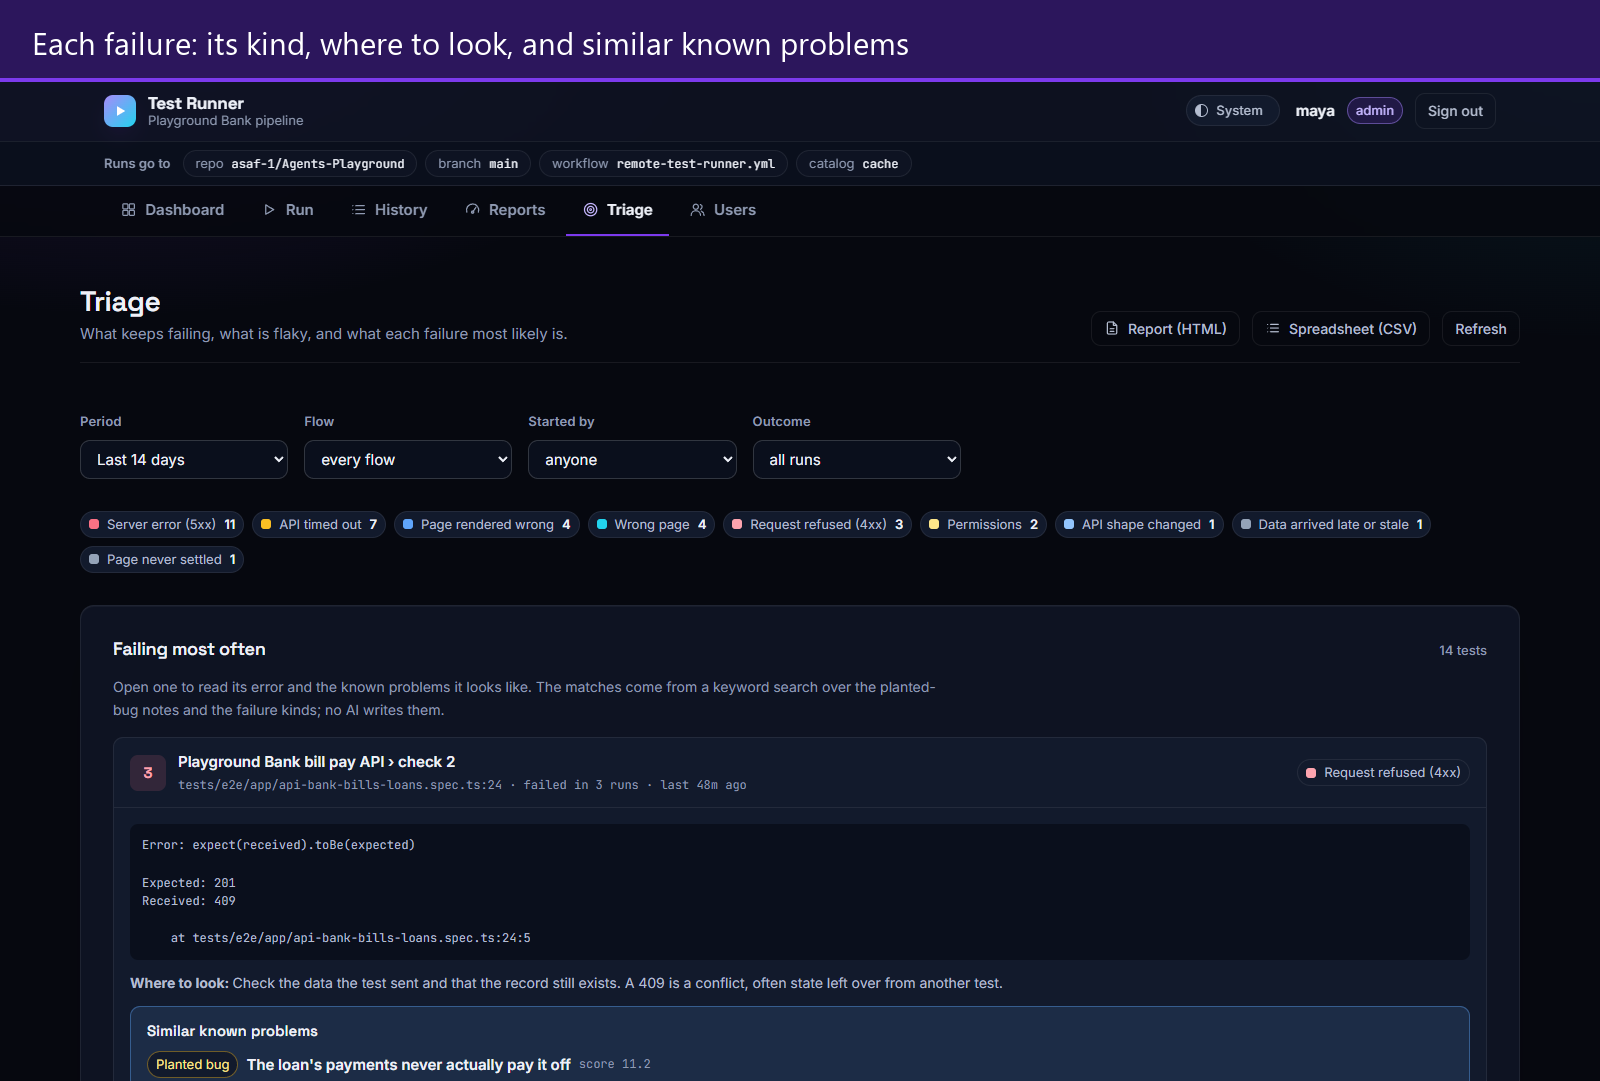 Each failure: its kind, where to look, and similar known problems
Test Runner
Playground Bank pipeline
System
maya
admin
Sign out
Runs go to
repo asaf-1/Agents-Playground
branch main
workflow remote-test-runner.yml
catalog cache
Dashboard
Run
History
Reports
Triage
Users
Triage
What keeps failing, what is flaky, and what each failure most likely is.
Report (HTML)
Spreadsheet (CSV)
Refresh
Period
Flow
Started by
Outcome
Last 14 days
every flow
anyone
all runs
Server error (5xx) 11
API timed out 7
Page rendered wrong 4
Wrong page 4
Request refused (4xx) 3
Permissions 2
API shape changed 1
Data arrived late or stale 1
Page never settled 1
Failing most often
14 tests
Open one to read its error and the known problems it looks like. The matches come from a keyword search over the planted-
bug notes and the failure kinds; no AI writes them.
3
Playground Bank bill pay API › check 2
tests/e2e/app/api-bank-bills-loans.spec.ts:24 · failed in 3 runs · last 48m ago
Request refused (4xx)
Error: expect(received).toBe(expected)
Expected: 201
Received: 409
at tests/e2e/app/api-bank-bills-loans.spec.ts:24:5
Where to look: Check the data the test sent and that the record still exists. A 409 is a conflict, often state left over from another test.
Similar known problems
Planted bug The loan's payments never actually pay it off score 11.2